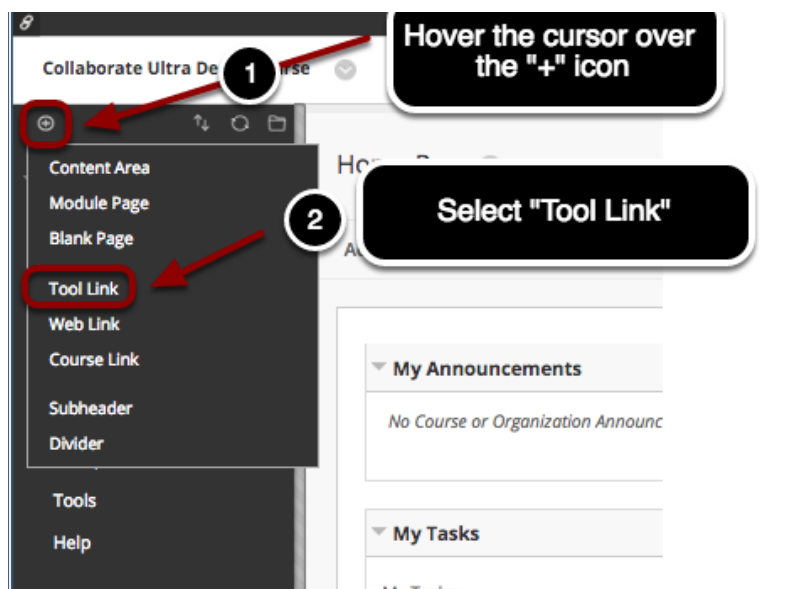 Hover the cursor over
the "+" icon
1
Collaborate Ultra De
rse
Content Area
Module Page
Blank Page
Tool Link
Web Link
Course Link
Subheader
Divider
Tools
Help
2
Select "Tool Link"
My Announcements
No Course or Organization Announc
My Tasks